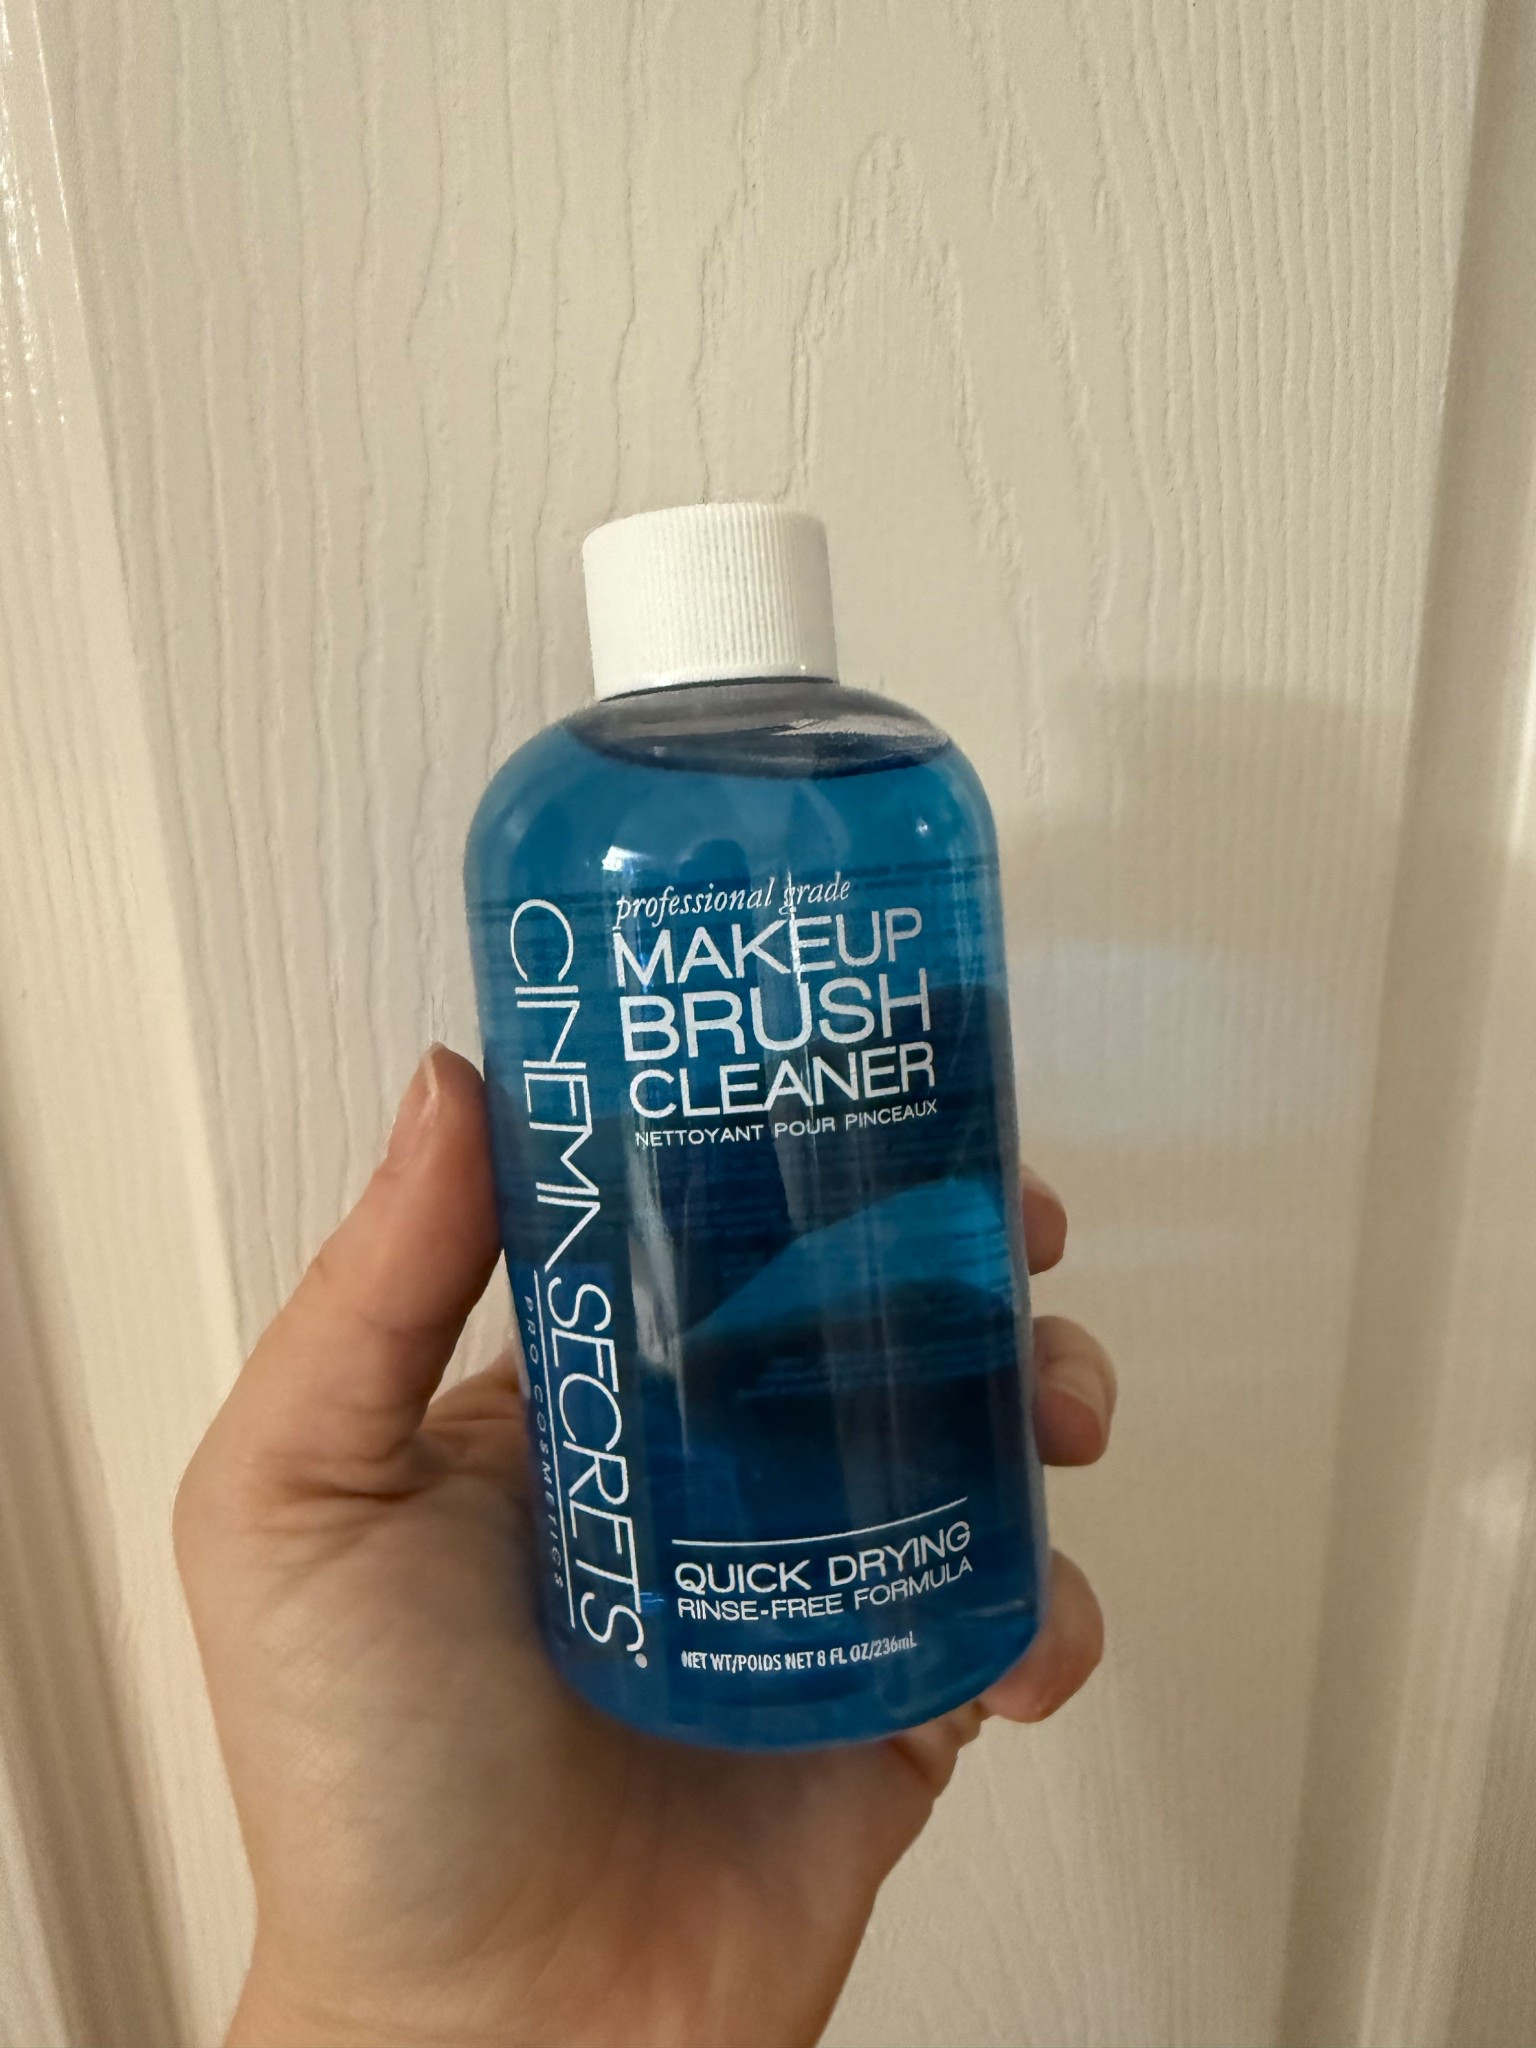 CINEMA SECRETS
PRO COSMETICS
professional grade
MAKEUP
BRUSH
CLEANER
NETTOYANT POUR PINCEAUX
QUICK DRYING
RINSE-FREE FORMULA
NET WT/POIDS NET 8 FL OZ/236mL